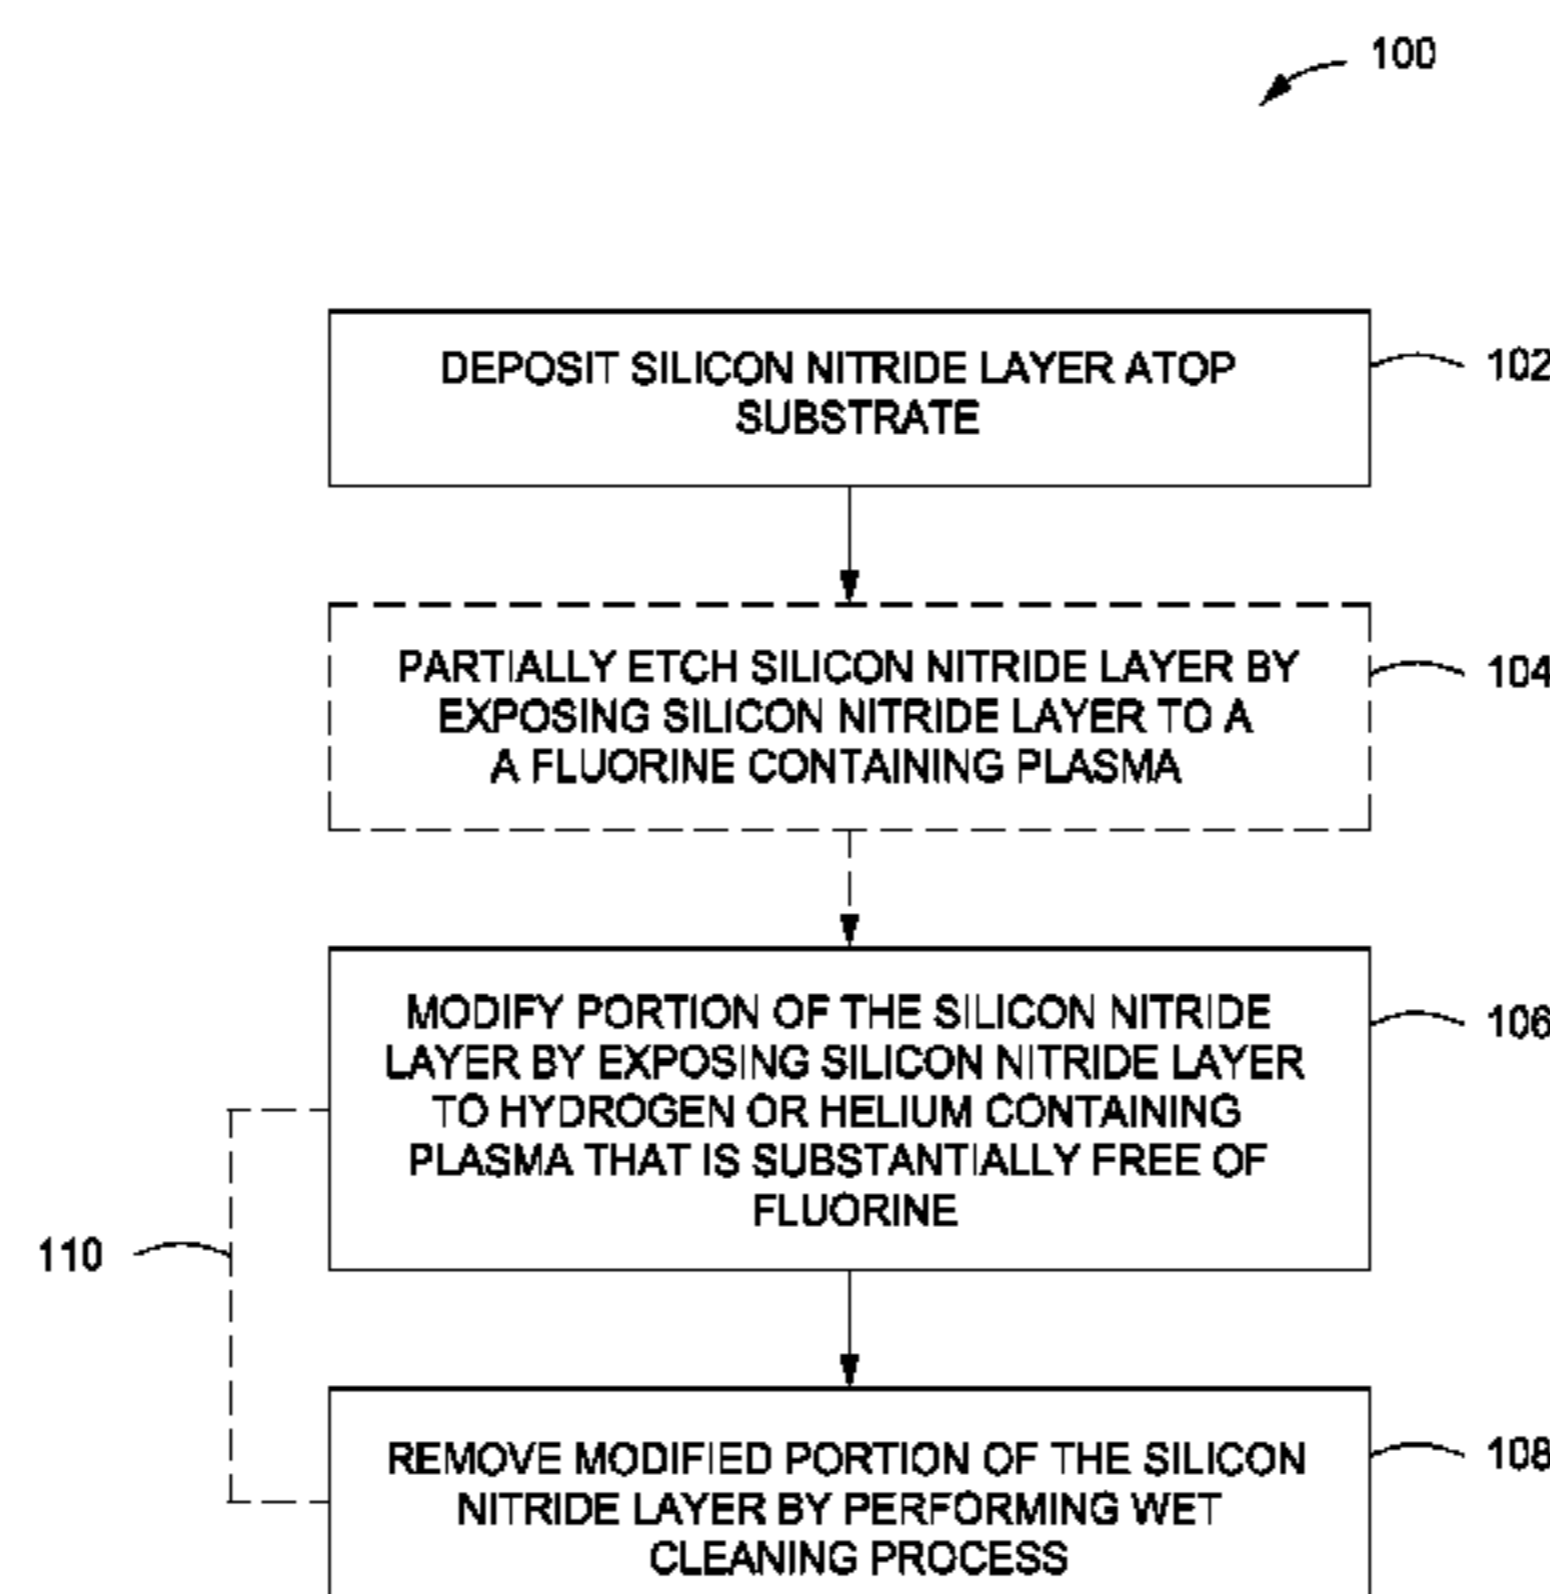 100
DEPOSIT SILICON NITRIDE LAYER ATOP
SUBSTRATE
102
PARTIALLY ETCH SILICON NITRIDE LAYER BY
EXPOSING SILICON NITRIDE LAYER TO A
A FLUORINE CONTAINING PLASMA
104
MODIFY PORTION OF THE SILICON NITRIDE
LAYER BY EXPOSING SILICON NITRIDE LAYER
TO HYDROGEN OR HELIUM CONTAINING
PLASMA THAT IS SUBSTANTIALLY FREE OF
FLUORINE
106
110
REMOVE MODIFIED PORTION OF THE SILICON
NITRIDE LAYER BY PERFORMING WET
CLEANING PROCESS
108